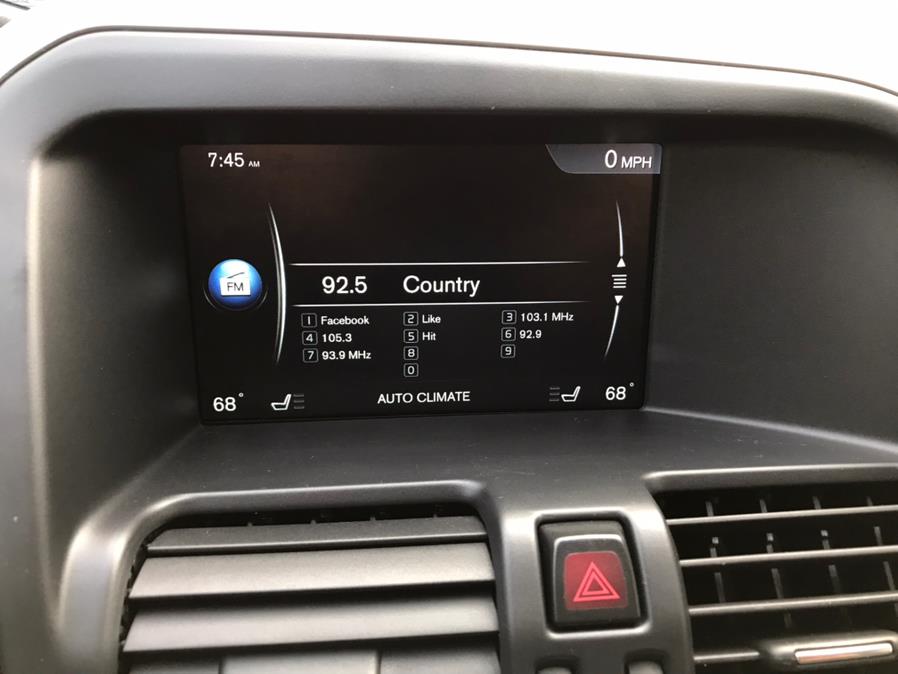 7:45 AM 0 MPH
FM 92.5 Country
1 Facebook 2 Like 3 103.1 MHz
4 105.3 5 Hit 6 92.9
7 93.9 MHz 8 9
0
68° AUTO CLIMATE 68°